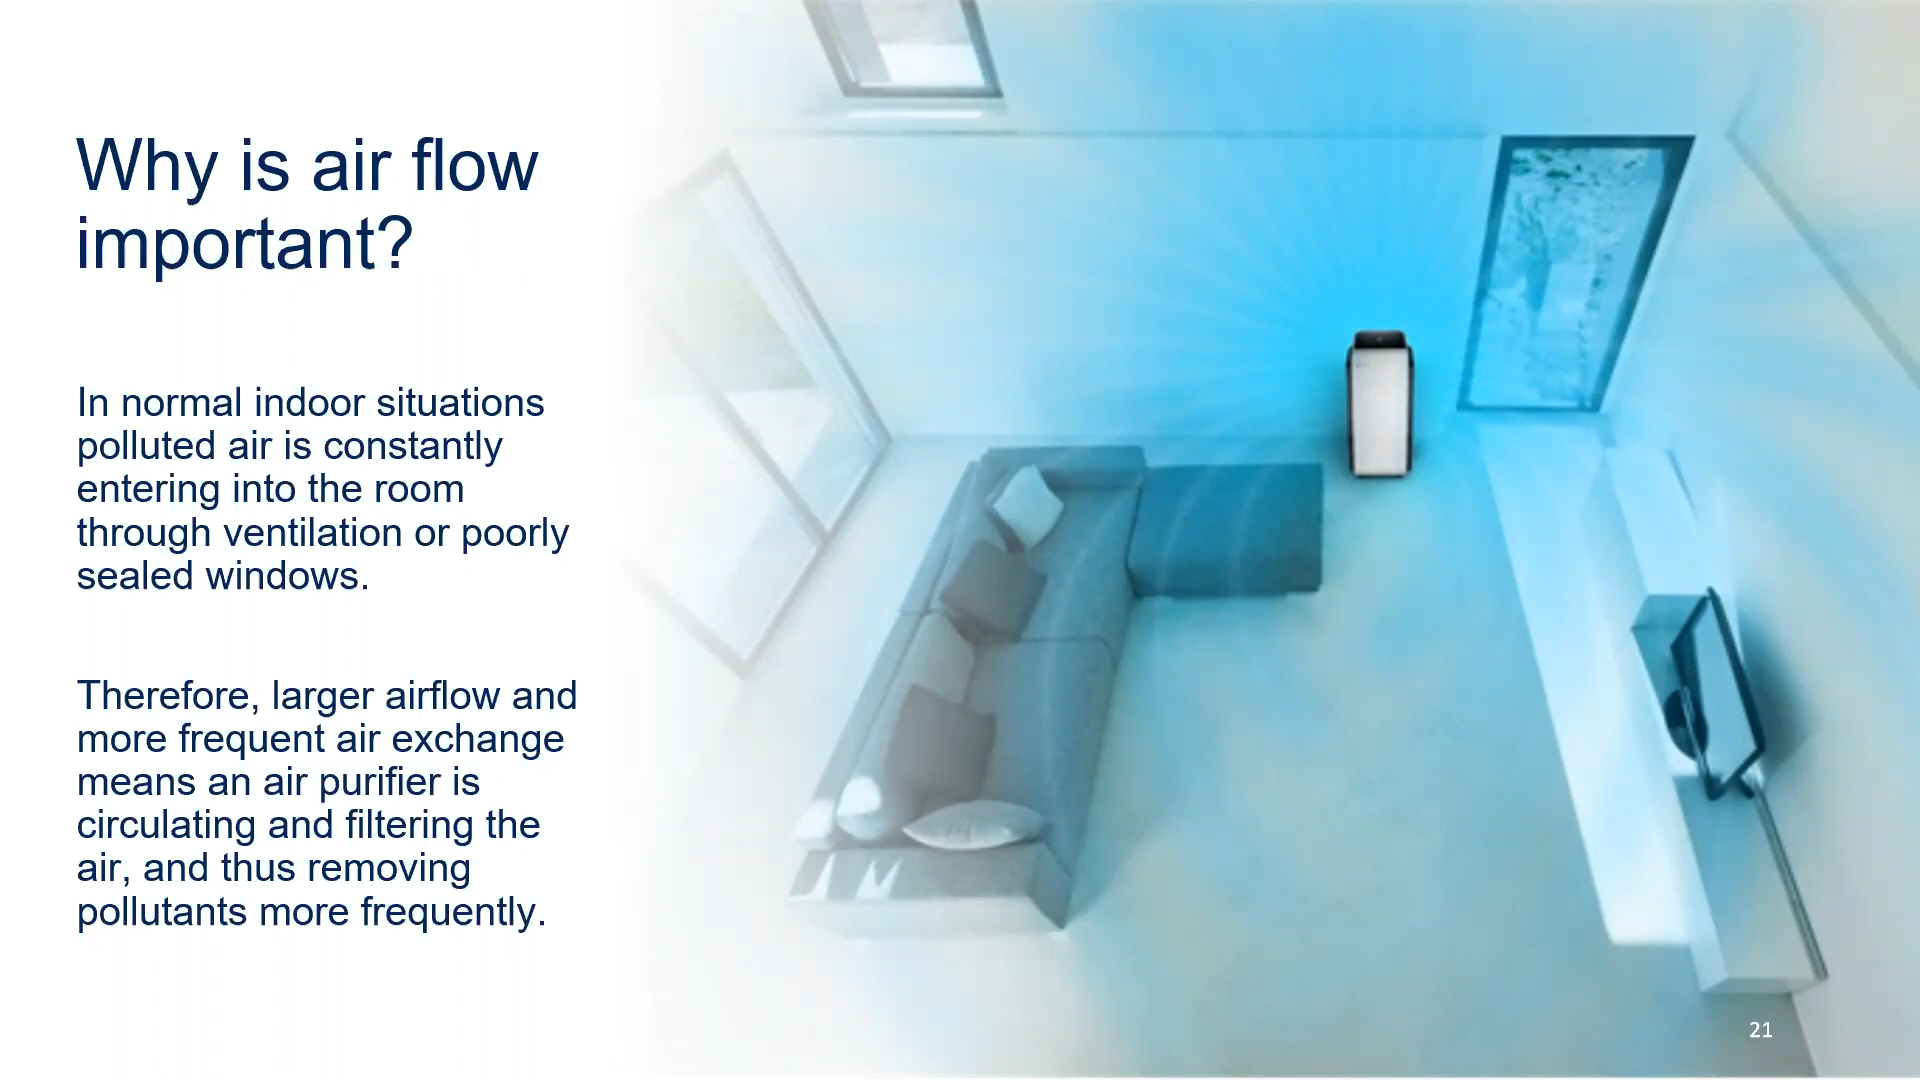 Why is air flow
important?
In normal indoor situations
polluted air is constantly
entering into the room
through ventilation or poorly
sealed windows.
Therefore, larger airflow and
more frequent air exchange
means an air purifier is
circulating and filtering the
air, and thus removing
pollutants more frequently.
21